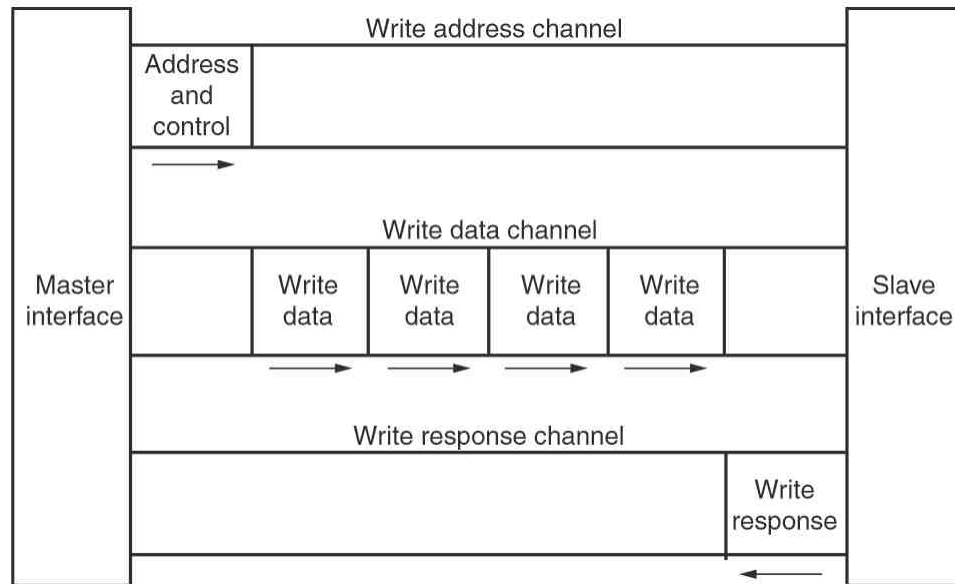 Write address channel
Address
and
control
Write data channel
Master
interface
Write
data
Write
data
Write
data
Write
data
Slave
interface
Write response channel
Write
response